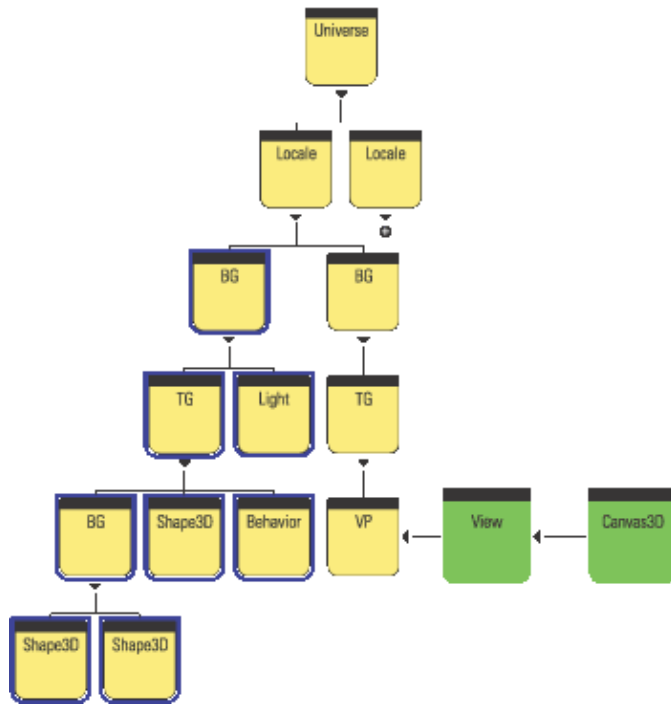 Universe
Locale
Locale
BG
BG
TG
Light
TG
BG
Shape3D
Behavior
VP
View
Canvas3D
Shape3D
Shape3D